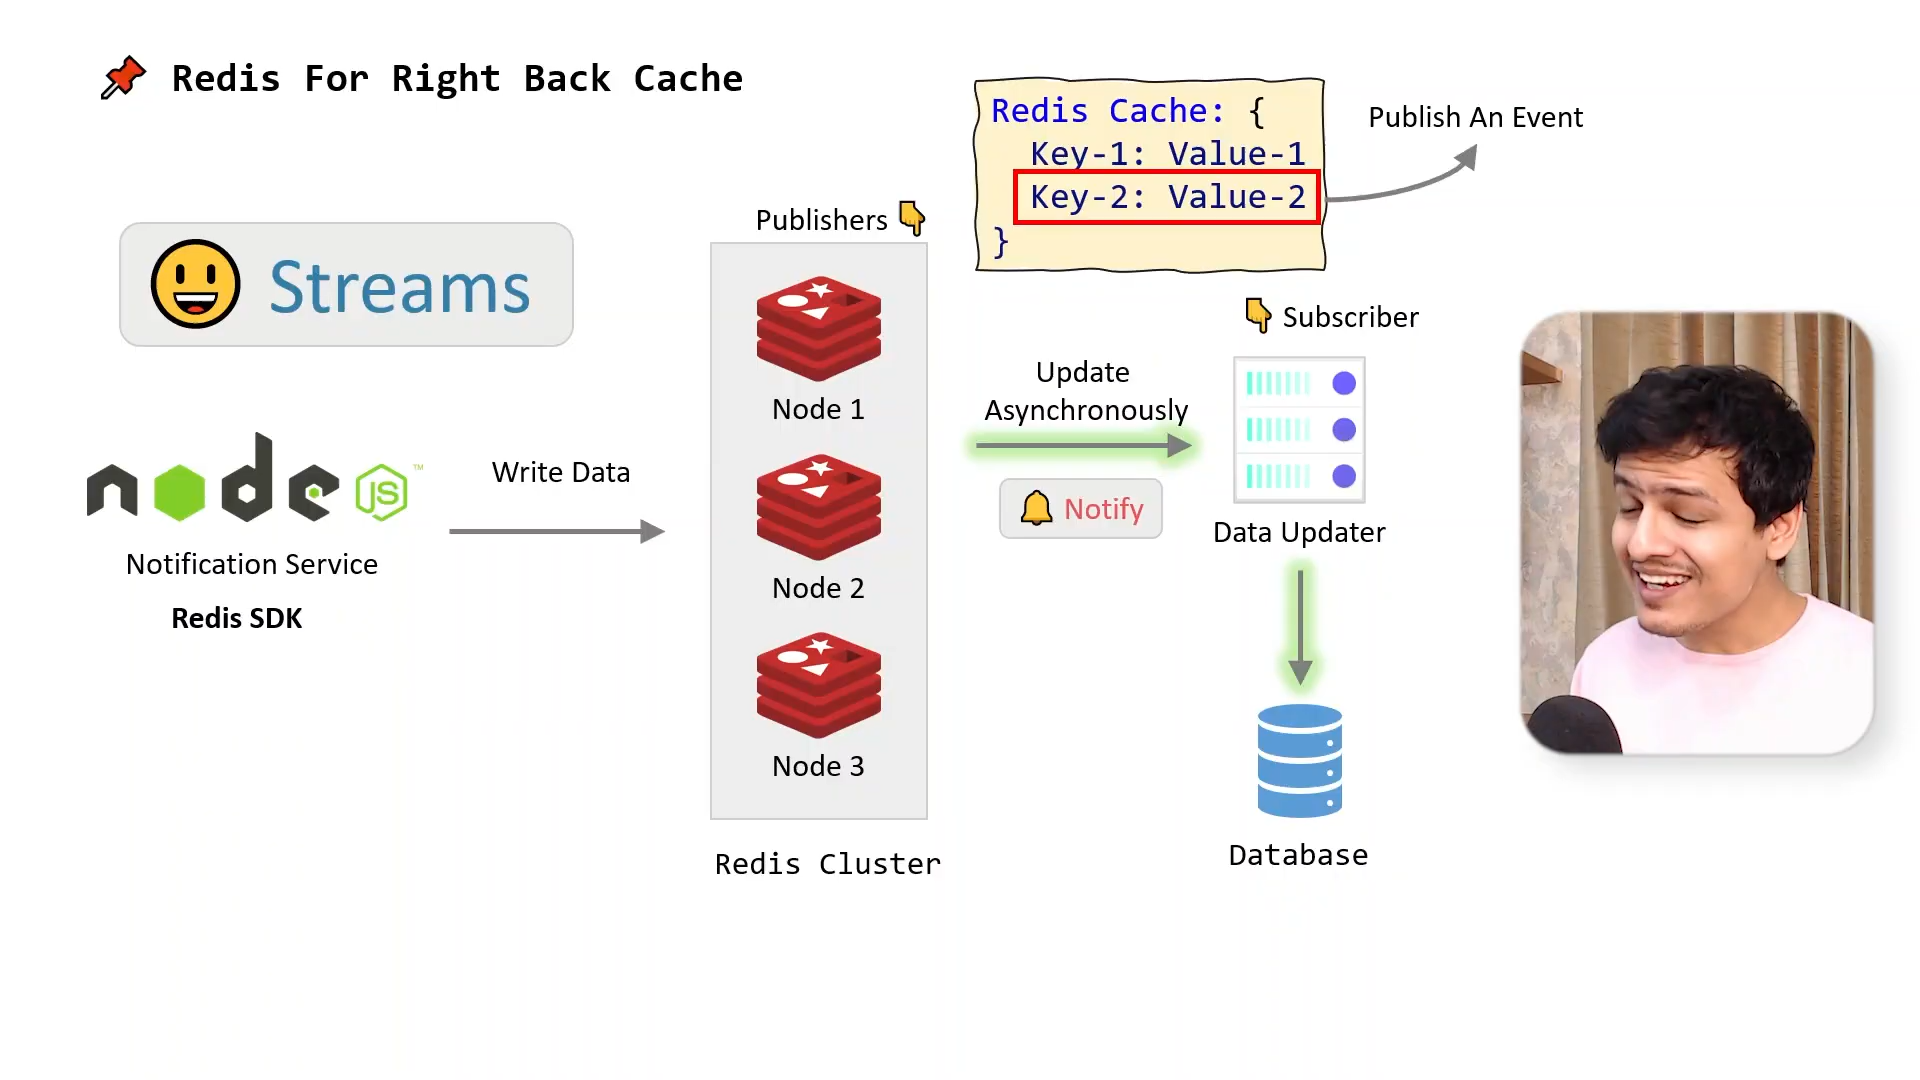 Redis For Right Back Cache
Redis Cache: {
Key-1: Value-1
Key-2: Value-2
}
Publish An Event
Streams
Publishers
Node 1
Node 2
Node 3
Redis Cluster
node JS ™
Notification Service
Redis SDK
Write Data
Update
Asynchronously
Notify
Subscriber
Data Updater
Database